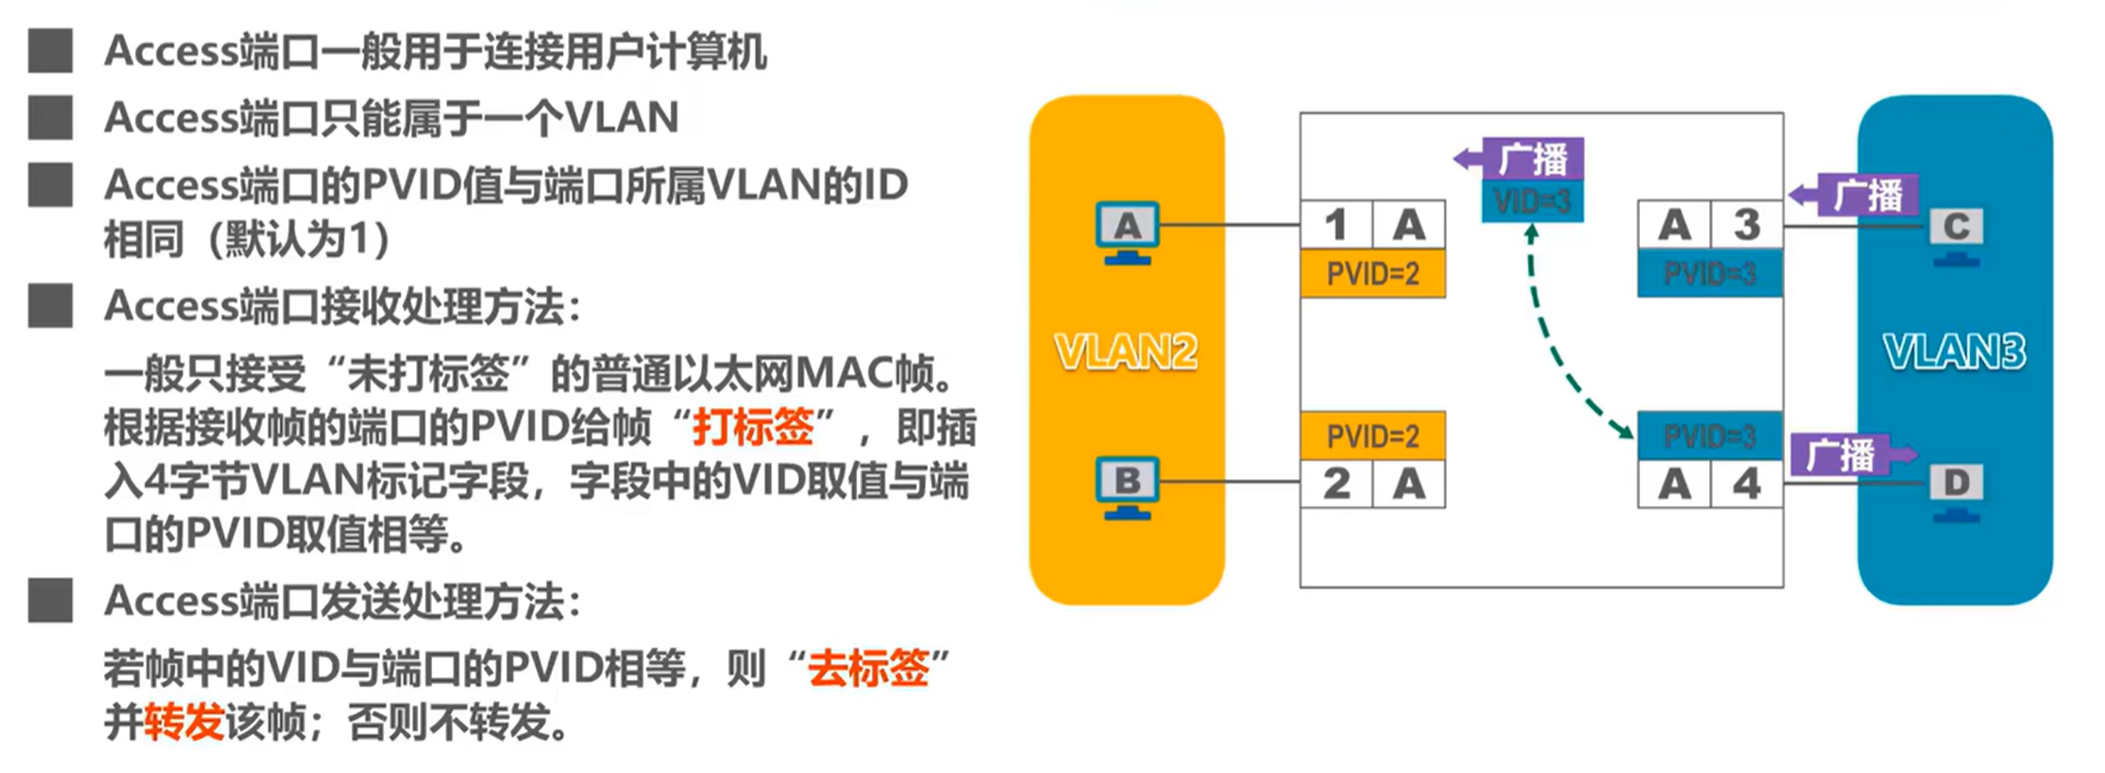 Access端口一般用于连接用户计算机
Access端口只能属于一个VLAN
Access端口的PVID值与端口所属VLAN的ID
相同（默认为1）
Access端口接收处理方法：
一般只接受“未打标签”的普通以太网MAC帧。
根据接收帧的端口的PVID给帧“打标签”，即插
入4字节VLAN标记字段，字段中的VID取值与端
口的PVID取值相等。
Access端口发送处理方法：
若帧中的VID与端口的PVID相等，则“去标签”
并转发该帧；否则不转发。
广播
VID=3
广播
A
1 A
A 3
C
PVID=2
PVID=3
VLAN2
VLAN3
PVID=2
PVID=3
广播
B
2 A
A 4
D